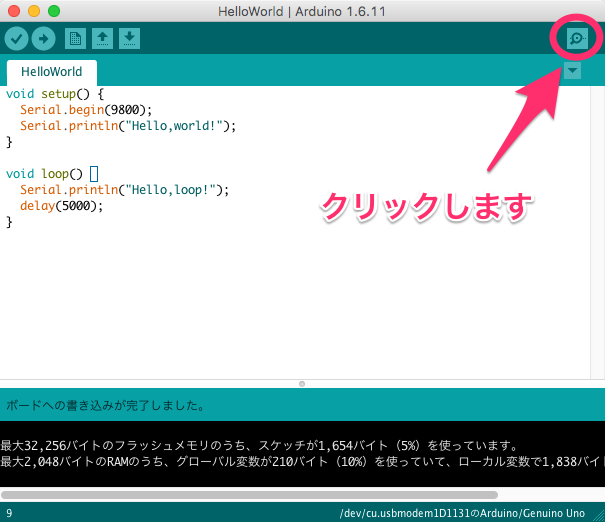 HelloWorld | Arduino 1.6.11
HelloWorld
void setup() {
  Serial.begin(9800);
  Serial.println("Hello,world!");
}
void loop() {
  Serial.println("Hello,loop!");
  delay(5000);
}
クリックします
ボードへの書き込みが完了しました。
最大32,256バイトのフラッシュメモリのうち、スケッチが1,654バイト（5%）を使っています。
最大2,048バイトのRAMのうち、グローバル変数が210バイト（10%）を使っていて、ローカル変数で1,838バイト
9
/dev/cu.usbmodem1D1131のArduino/Genuino Uno